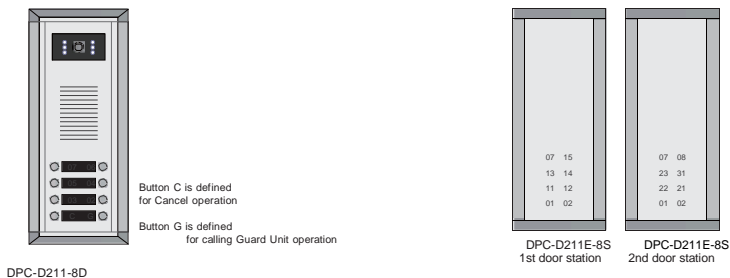 Button C is defined
for Cancel operation
Button G is defined
for calling Guard Unit operation
DPC-D211-8D
07 15
13 14
11 12
01 02
DPC-D211E-8S
1st door station
07 08
23 31
22 21
01 02
DPC-D211E-8S
2nd door station